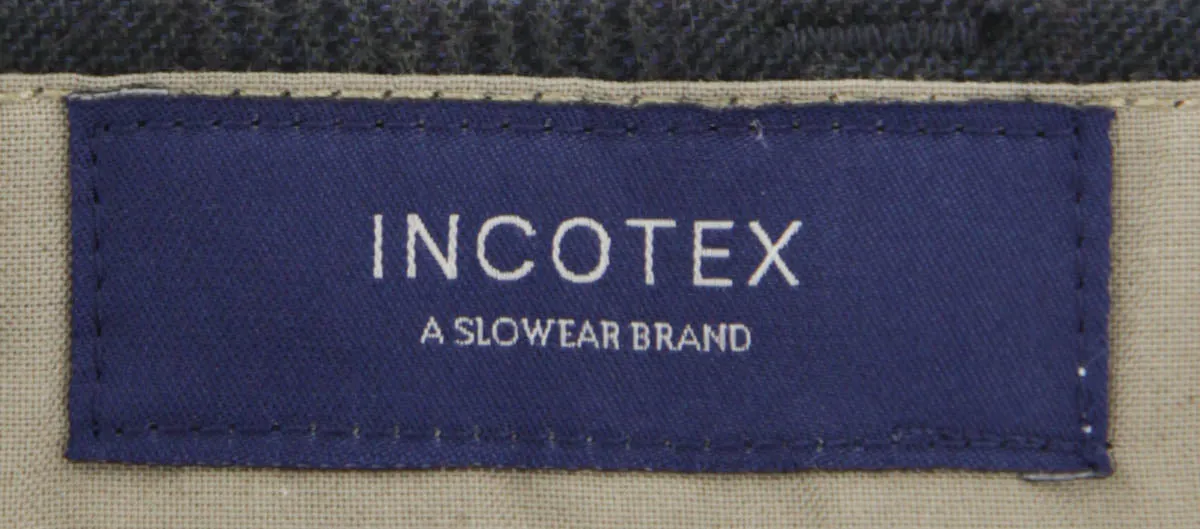 INCOTEX
A SLOWEAR BRAND